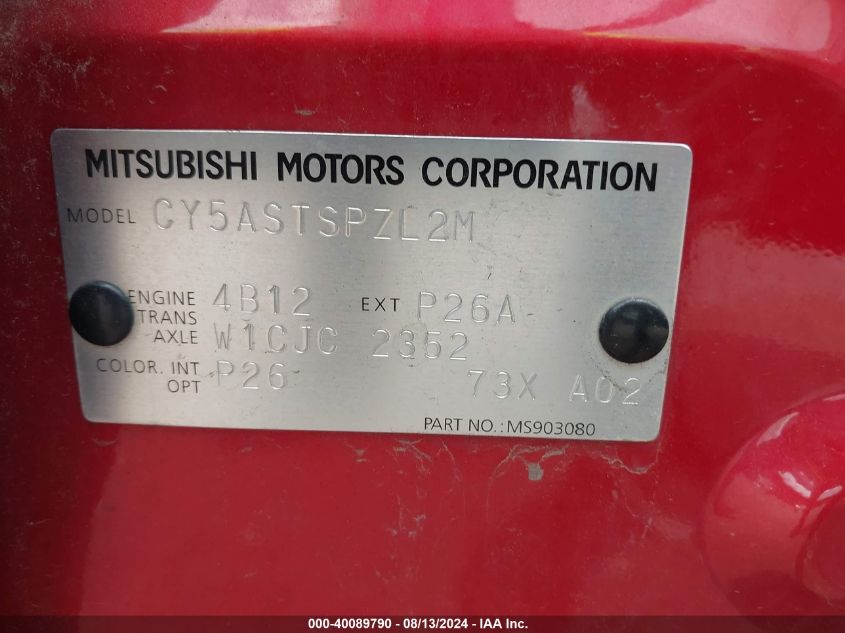 MITSUBISHI MOTORS CORPORATION
MODEL CY5ASTSPZL2M
ENGINE 4B12 EXT P26A
TRANS
AXLE W1CJC 2352
COLOR. INT P26 73X A02
OPT
PART NO.: MS903080
000-40089790 - 08/13/2024 - IAA Inc.